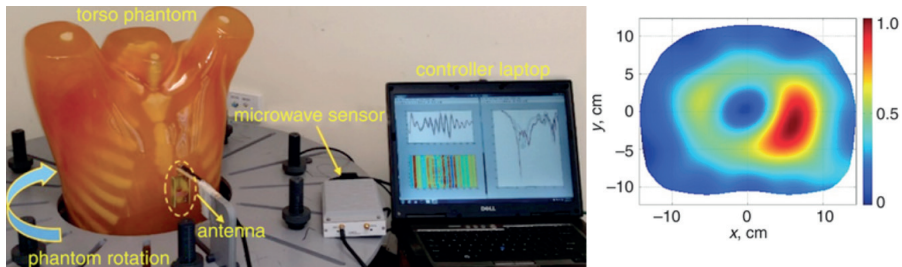 torso phantom
controller laptop
microwave sensor
antenna
phantom rotation
DELL
10
5
0
−5
−10
y, cm
−10
0
10
x, cm
1.0
0.5
0